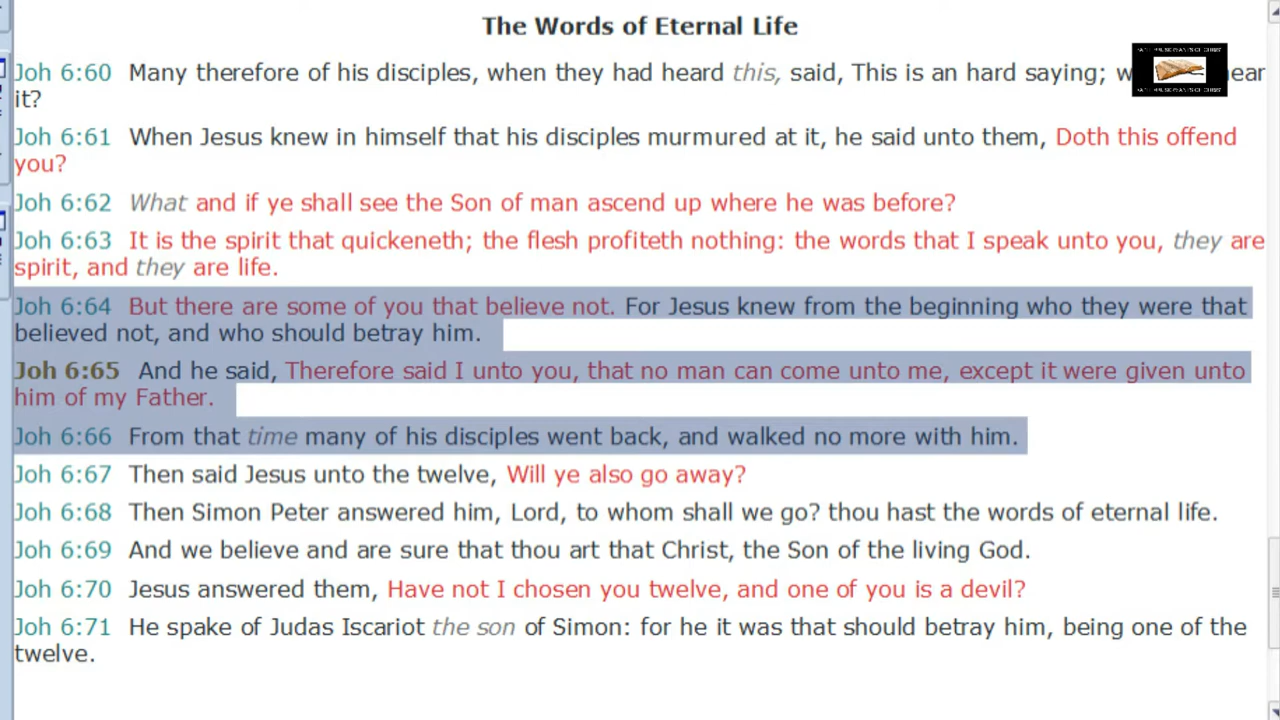 The Words of Eternal Life
Joh 6:60 Many therefore of his disciples, when they had heard this, said, This is an hard saying;
it?
Joh 6:61 When Jesus knew in himself that his disciples murmured at it, he said unto them, Doth this offend
you?
Joh 6:62 What and if ye shall see the Son of man ascend up where he was before?
Joh 6:63 It is the spirit that quickeneth; the flesh profiteth nothing: the words that I speak unto you, they are
spirit, and they are life.
Joh 6:64 But there are some of you that believe not. For Jesus knew from the beginning who they were that
believed not, and who should betray him.
Joh 6:65 And he said, Therefore said I unto you, that no man can come unto me, except it were given unto
him of my Father.
Joh 6:66 From that time many of his disciples went back, and walked no more with him.
Joh 6:67 Then said Jesus unto the twelve, Will ye also go away?
Joh 6:68 Then Simon Peter answered him, Lord, to whom shall we go? thou hast the words of eternal life.
Joh 6:69 And we believe and are sure that thou art that Christ, the Son of the living God.
Joh 6:70 Jesus answered them, Have not I chosen you twelve, and one of you is a devil?
Joh 6:71 He spake of Judas Iscariot the son of Simon: for he it was that should betray him, being one of the
twelve.